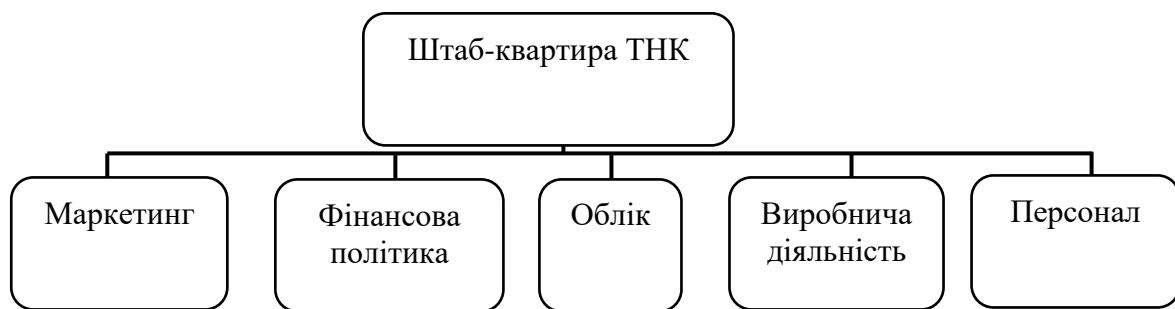 Штаб-квартира ТНК
Маркетинг
Фінансова
політика
Облік
Виробнича
діяльність
Персонал